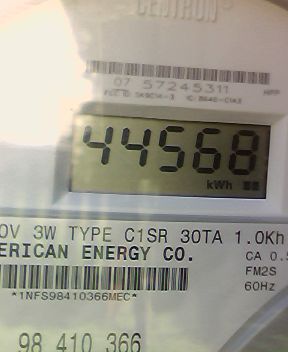 CENTRON
07 57245311
44568
kWh
0V 3W TYPE C1SR 30TA 1.0Kh
ERICAN ENERGY CO.
CA 0.5
FM2S
60Hz
*1NFS98410366MEC*
98 410 366